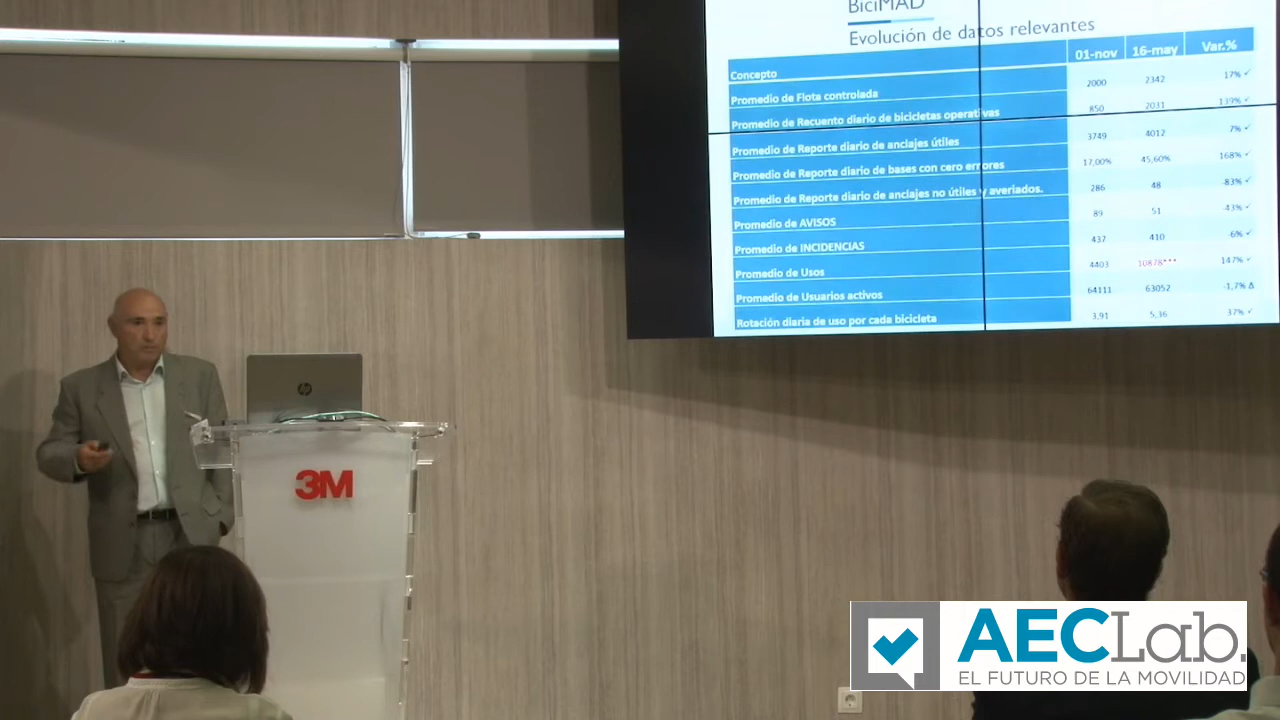 BiciMAD
Evolución de datos relevantes
Concepto 01-nov 16-may Var.%
Promedio de Flota controlada 2000 2342 17% ✓
Promedio de Recuento diario de bicicletas operativas 850 2031 139% ✓
Promedio de Reporte diario de anclajes útiles 3749 4012 7% ✓
Promedio de Reporte diario de bases con cero errores 17,00% 45,60% 168% ✓
Promedio de Reporte diario de anclajes no útiles y averiados. 286 48 -83% ✓
Promedio de AVISOS 89 51 -43% ✓
Promedio de INCIDENCIAS 437 410 -6% ✓
Promedio de Usos 4403 10878*** 147% ✓
Promedio de Usuarios activos 64111 63052 -1,7% Δ
Rotación diaria de uso por cada bicicleta 3,91 5,36 37% ✓
hp
3M
AECLab.
EL FUTURO DE LA MOVILIDAD